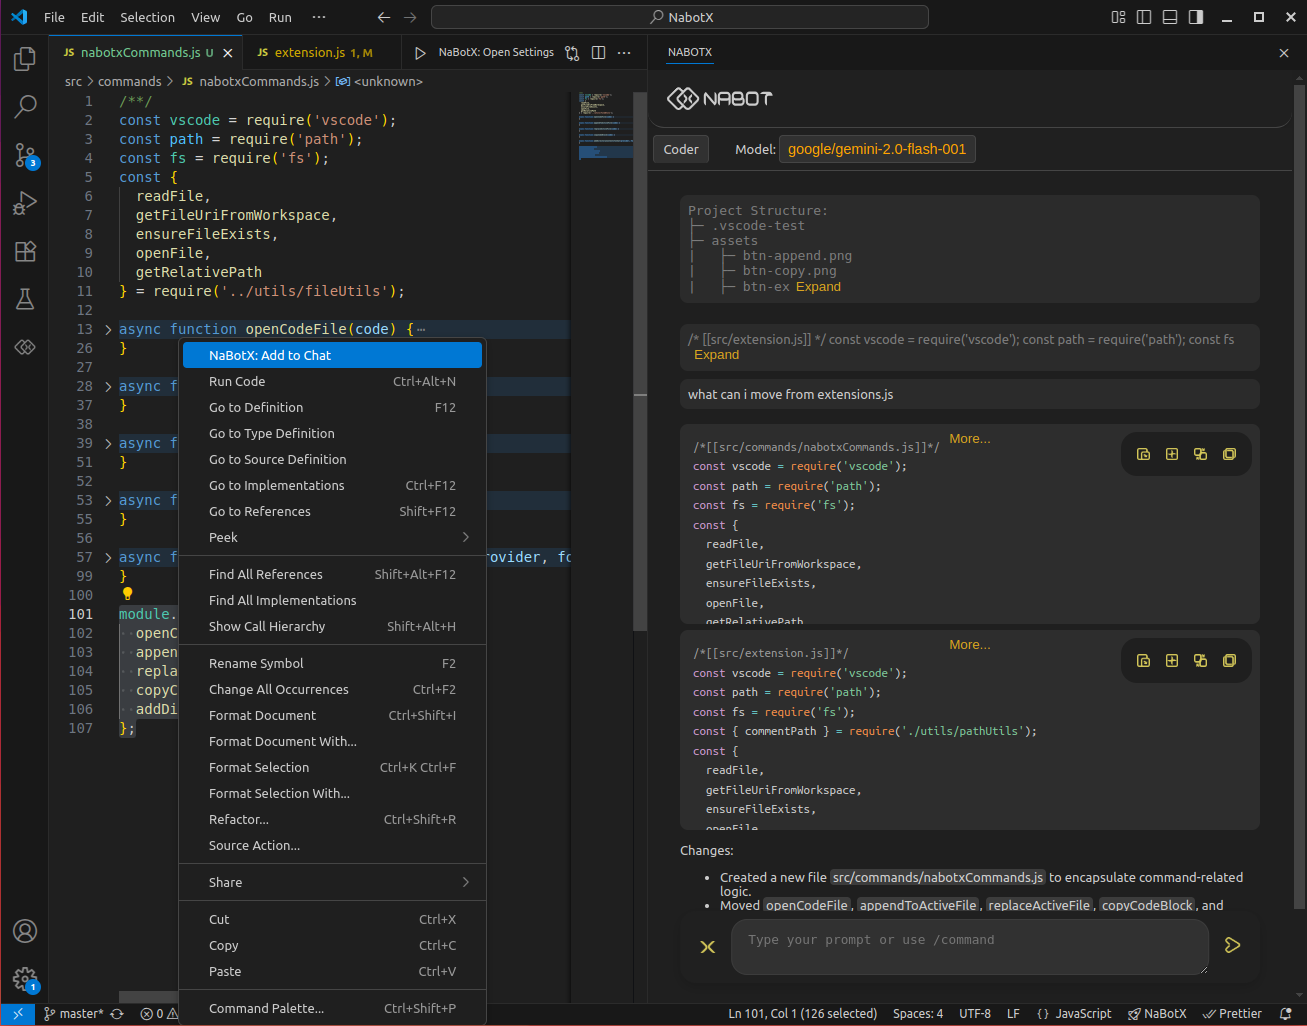 File Edit Selection View Go Run ··· NabotX
JS nabotxCommands.js U
JS extension.js 1, M
NaBotX: Open Settings ···
src > commands > JS nabotxCommands.js > <unknown>
1 /**/
2 const vscode = require('vscode');
3 const path = require('path');
4 const fs = require('fs');
5 const {
6 readFile,
7 getFileUriFromWorkspace,
8 ensureFileExists,
9 openFile,
10 getRelativePath
11 } = require('../utils/fileUtils');
12
13 async function openCodeFile(code) {···
26 }
27
28 async f
37 }
38
39 async f
51 }
52
53 async f
55 }
56
57 async f rovider, fo
99 }
100
101 module.
102 openC
103 appen
104 repla
105 copyC
106 addDi
107 };
NaBotX: Add to Chat
Run Code Ctrl+Alt+N
Go to Definition F12
Go to Type Definition
Go to Source Definition
Go to Implementations Ctrl+F12
Go to References Shift+F12
Peek
Find All References Shift+Alt+F12
Find All Implementations
Show Call Hierarchy Shift+Alt+H
Rename Symbol F2
Change All Occurrences Ctrl+F2
Format Document Ctrl+Shift+I
Format Document With...
Format Selection Ctrl+K Ctrl+F
Format Selection With...
Refactor... Ctrl+Shift+R
Source Action...
Share
Cut Ctrl+X
Copy Ctrl+C
Paste Ctrl+V
Command Palette... Ctrl+Shift+P
3
1
NABOTX
NABOT
Coder Model: google/gemini-2.0-flash-001
Project Structure:
├─ .vscode-test
├─ assets
| ├─ btn-append.png
| ├─ btn-copy.png
| ├─ btn-ex Expand
/* [[src/extension.js]] */ const vscode = require('vscode'); const path = require('path'); const fs
Expand
what can i move from extensions.js
More...
/*[[src/commands/nabotxCommands.js]]*/
const vscode = require('vscode');
const path = require('path');
const fs = require('fs');
const {
readFile,
getFileUriFromWorkspace,
ensureFileExists,
openFile,
getRelativePath
More...
/*[[src/extension.js]]*/
const vscode = require('vscode');
const path = require('path');
const fs = require('fs');
const { commentPath } = require('./utils/pathUtils');
const {
readFile,
getFileUriFromWorkspace,
ensureFileExists,
openFile
Changes:
• Created a new file src/commands/nabotxCommands.js to encapsulate command-related
logic.
• Moved openCodeFile, appendToActiveFile, replaceActiveFile, copyCodeBlock, and
Type your prompt or use /command
master* 0 Ln 101, Col 1 (126 selected) Spaces: 4 UTF-8 LF {} JavaScript NaBotX Prettier